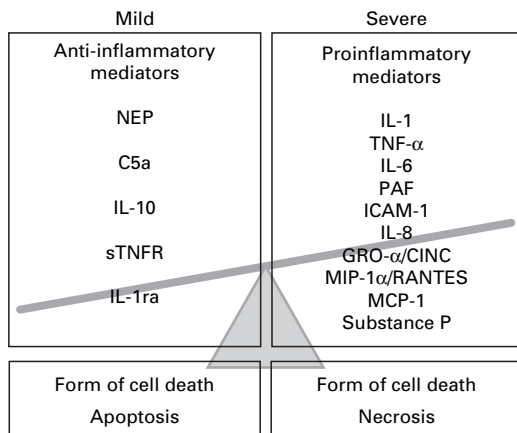 Mild
Anti-inflammatory
mediators
NEP
C5a
IL-10
sTNFR
IL-1ra
Form of cell death
Apoptosis
Severe
Proinflammatory
mediators
IL-1
TNF-α
IL-6
PAF
ICAM-1
IL-8
GRO-α/CINC
MIP-1α/RANTES
MCP-1
Substance P
Form of cell death
Necrosis